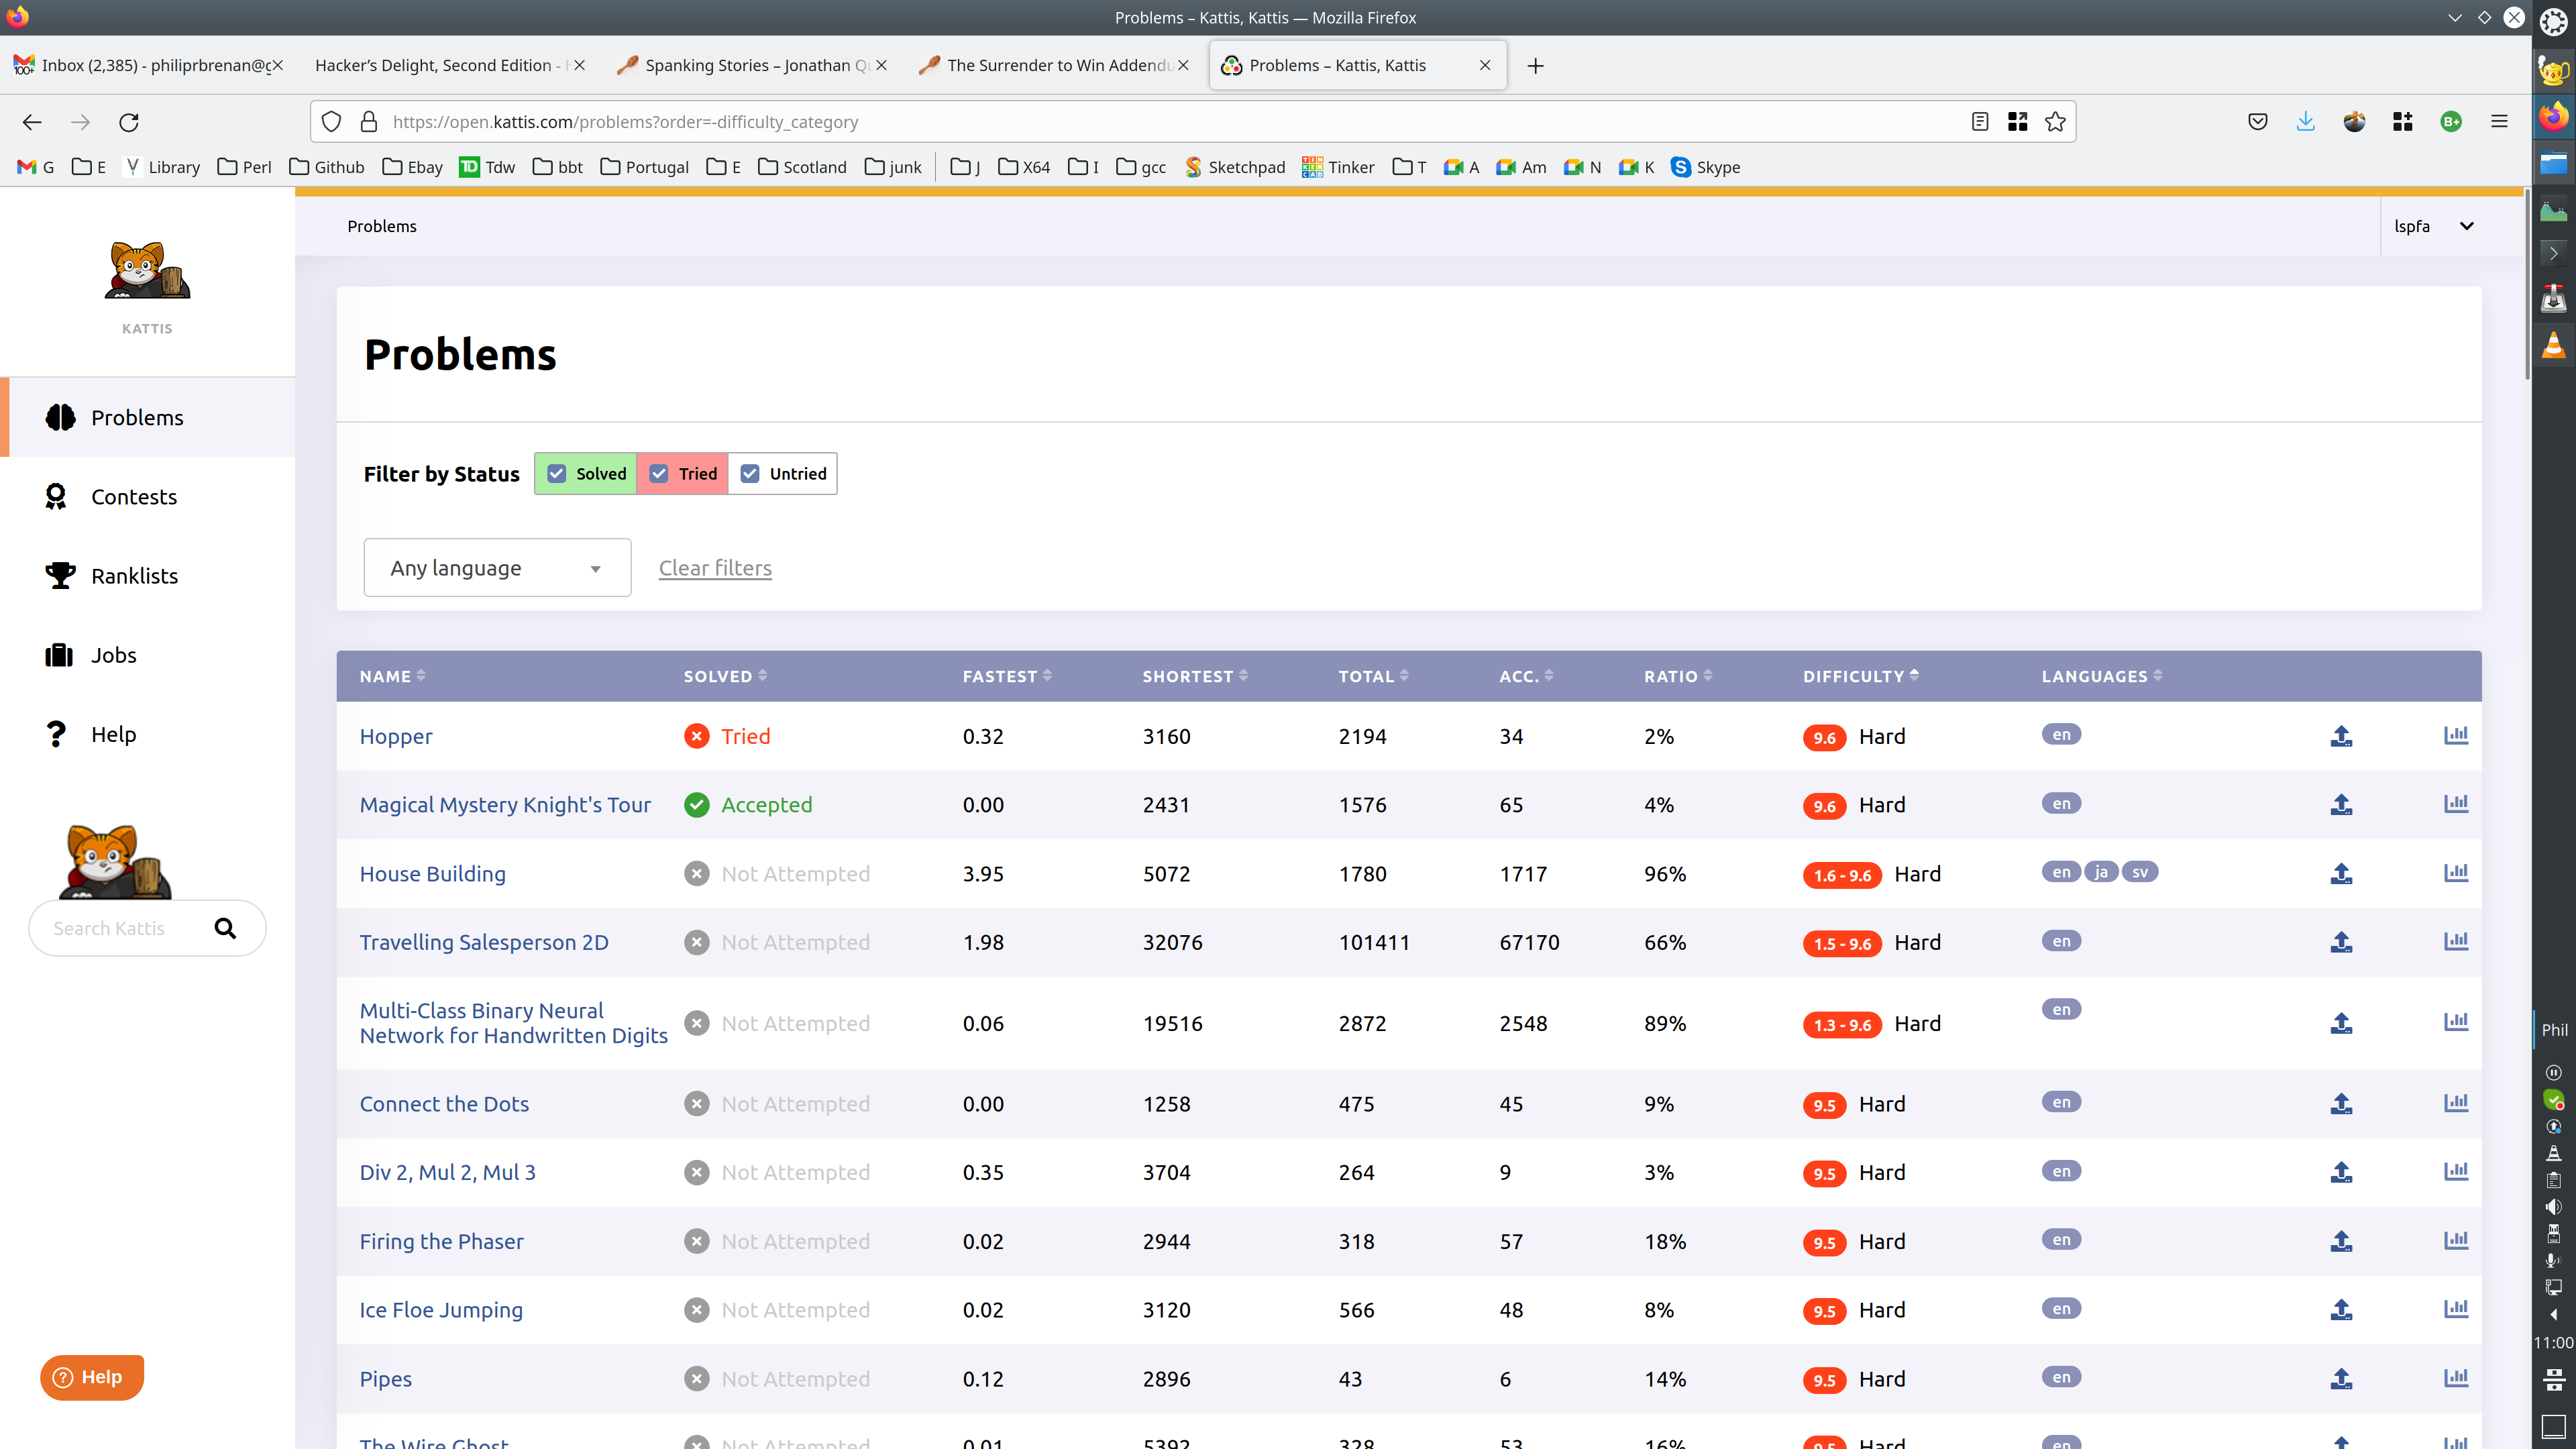 Problems – Kattis, Kattis — Mozilla Firefox
Inbox (2,385) - philiprbrenan@g
Hacker's Delight, Second Edition -
Spanking Stories – Jonathan Qu
The Surrender to Win Addendu
Problems – Kattis, Kattis
https://open.kattis.com/problems?order=-difficulty_category
G E Library Perl Github Ebay Tdw bbt Portugal E Scotland junk J X64 I gcc Sketchpad Tinker T A Am N K Skype
Problems
lspfa
KATTIS
Problems
Contests
Ranklists
Jobs
Help
Search Kattis
Help
Problems
Filter by Status Solved Tried Untried
Any language Clear filters
NAME SOLVED FASTEST SHORTEST TOTAL ACC. RATIO DIFFICULTY LANGUAGES
Hopper Tried 0.32 3160 2194 34 2% 9.6 Hard en
Magical Mystery Knight's Tour Accepted 0.00 2431 1576 65 4% 9.6 Hard en
House Building Not Attempted 3.95 5072 1780 1717 96% 1.6 - 9.6 Hard en ja sv
Travelling Salesperson 2D Not Attempted 1.98 32076 101411 67170 66% 1.5 - 9.6 Hard en
Multi-Class Binary Neural
Network for Handwritten Digits Not Attempted 0.06 19516 2872 2548 89% 1.3 - 9.6 Hard en
Connect the Dots Not Attempted 0.00 1258 475 45 9% 9.5 Hard en
Div 2, Mul 2, Mul 3 Not Attempted 0.35 3704 264 9 3% 9.5 Hard en
Firing the Phaser Not Attempted 0.02 2944 318 57 18% 9.5 Hard en
Ice Floe Jumping Not Attempted 0.02 3120 566 48 8% 9.5 Hard en
Pipes Not Attempted 0.12 2896 43 6 14% 9.5 Hard en
The Wire Ghost Not Attempted 0.01 5392 328 53 16% 9.5 Hard en
Phil
11:00